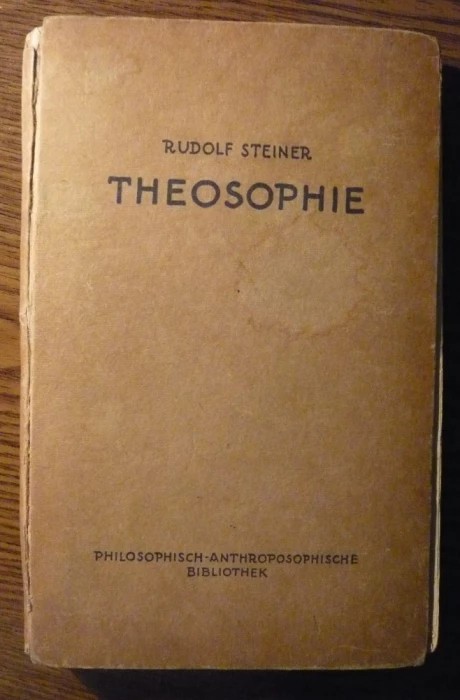 RUDOLF STEINER
THEOSOPHIE
PHILOSOPHISCH-ANTHROPOSOPHISCHE
BIBLIOTHEK